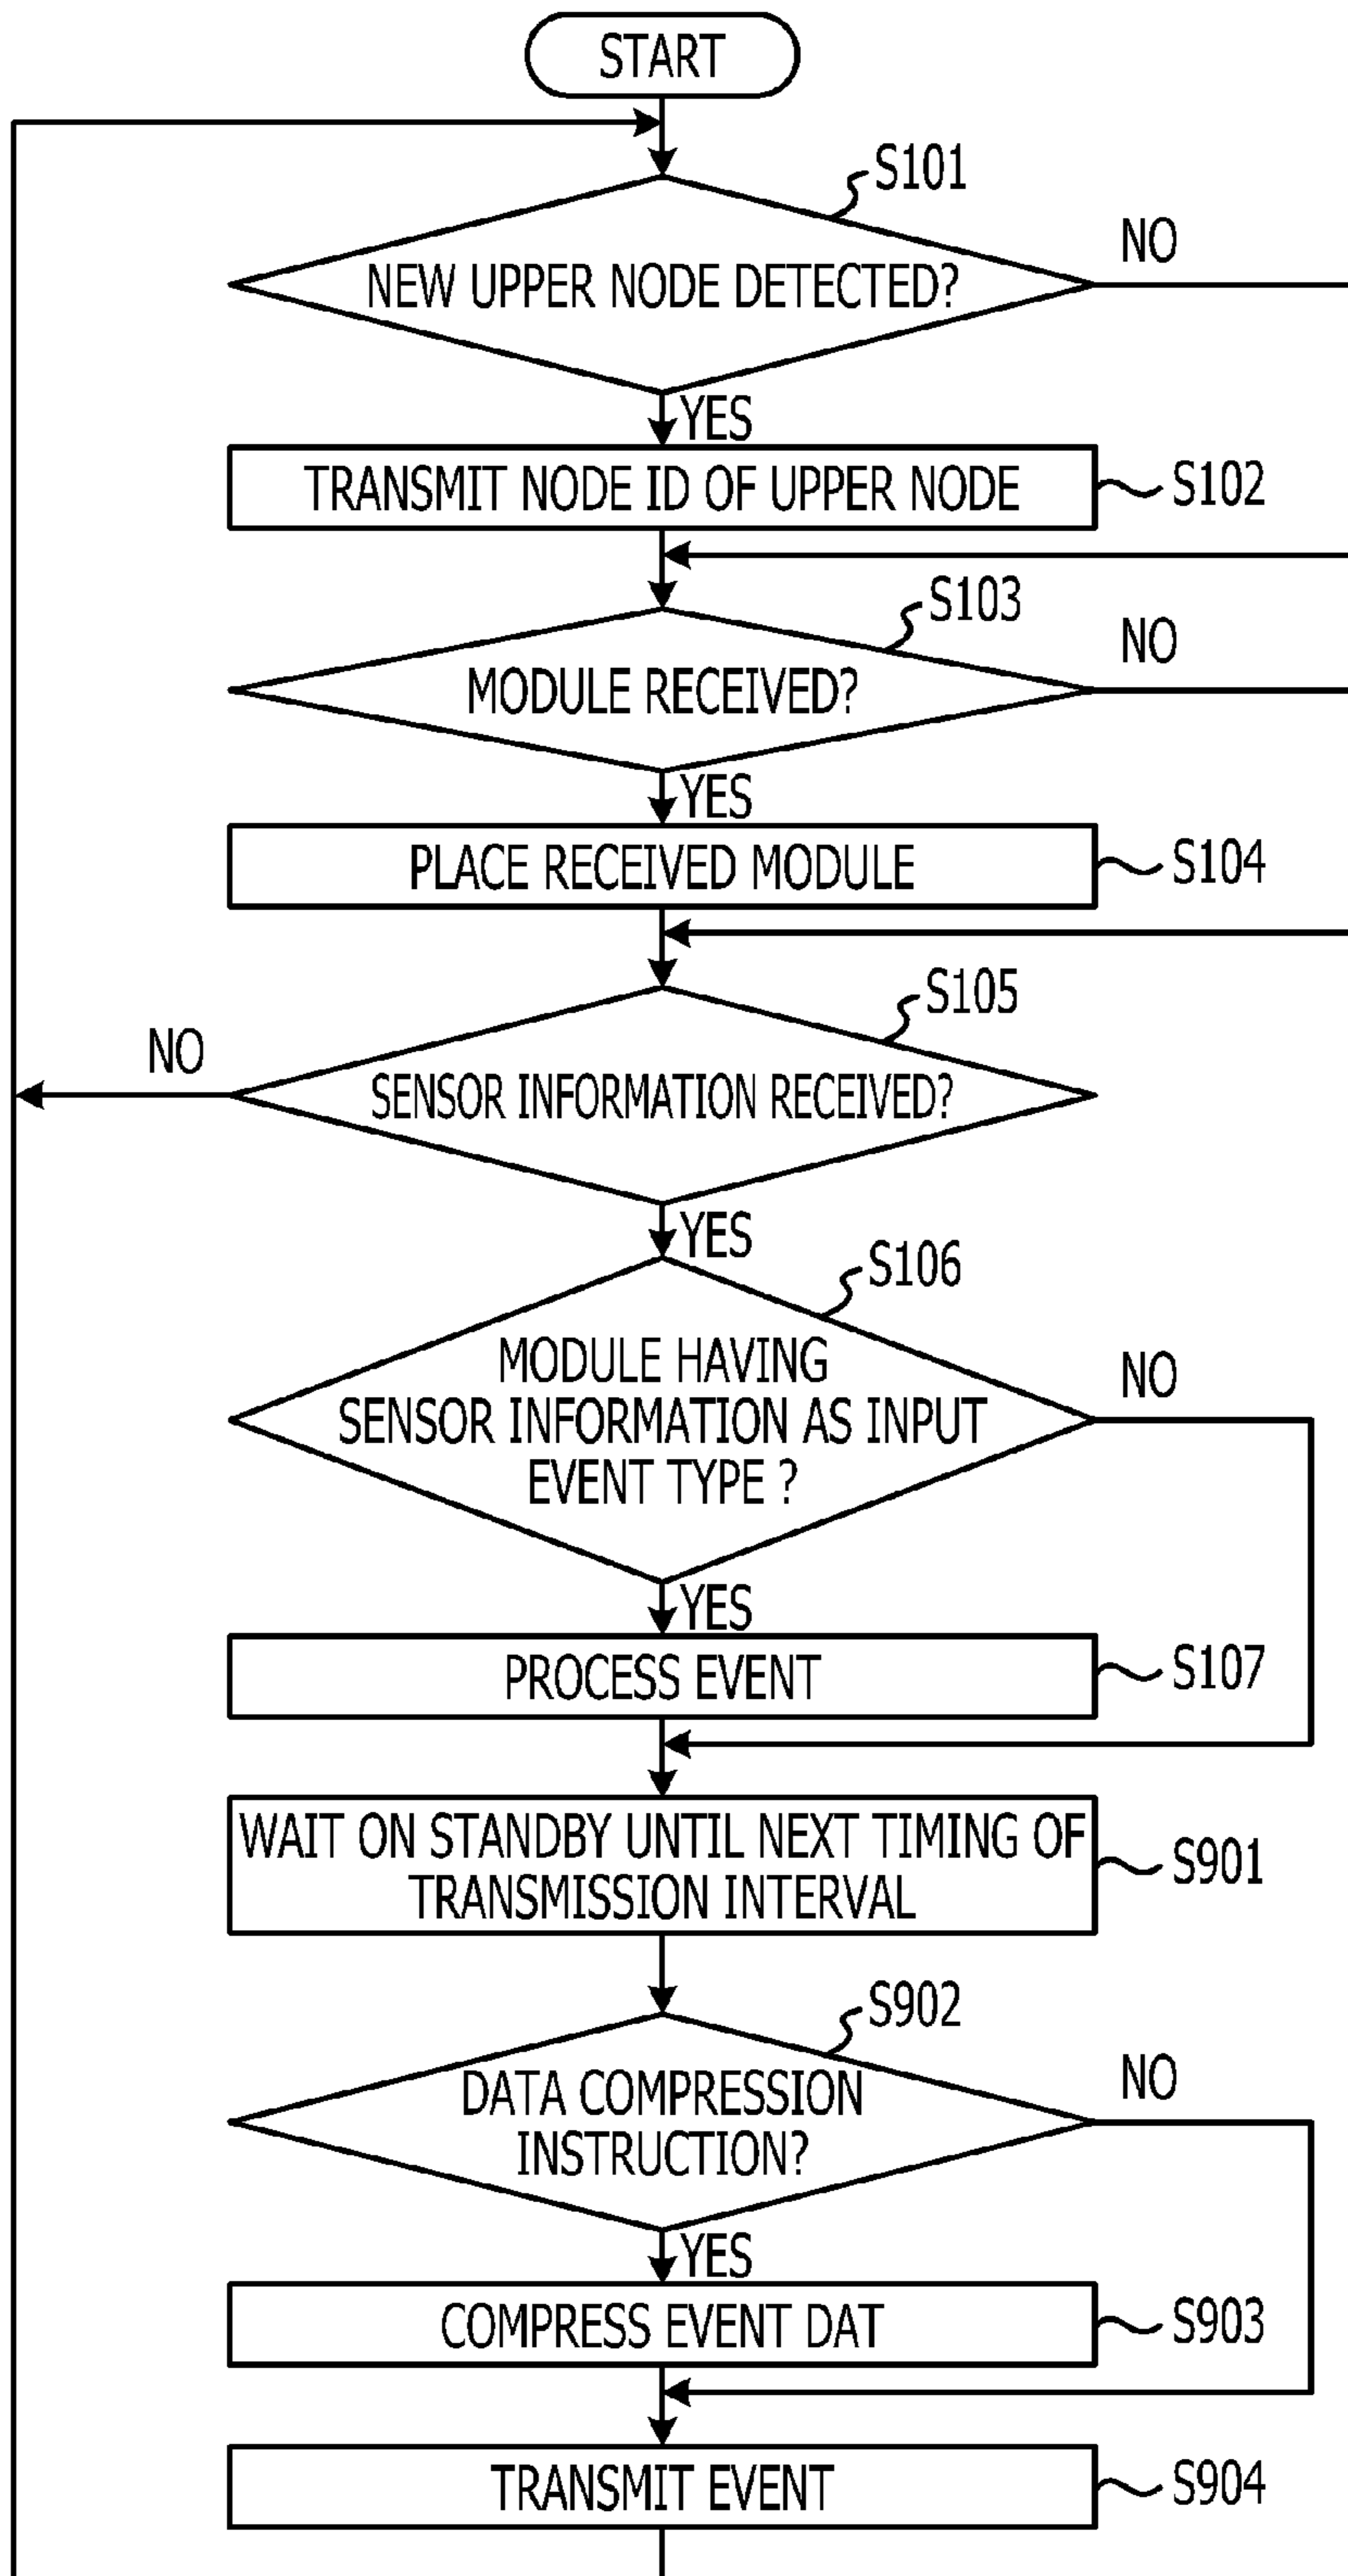 START
S101
NEW UPPER NODE DETECTED?
NO
YES
TRANSMIT NODE ID OF UPPER NODE
S102
S103
MODULE RECEIVED?
NO
YES
PLACE RECEIVED MODULE
S104
S105
NO
SENSOR INFORMATION RECEIVED?
YES
S106
MODULE HAVING
SENSOR INFORMATION AS INPUT
EVENT TYPE ?
NO
YES
PROCESS EVENT
S107
WAIT ON STANDBY UNTIL NEXT TIMING OF
TRANSMISSION INTERVAL
S901
S902
DATA COMPRESSION
INSTRUCTION?
NO
YES
COMPRESS EVENT DAT
S903
TRANSMIT EVENT
S904